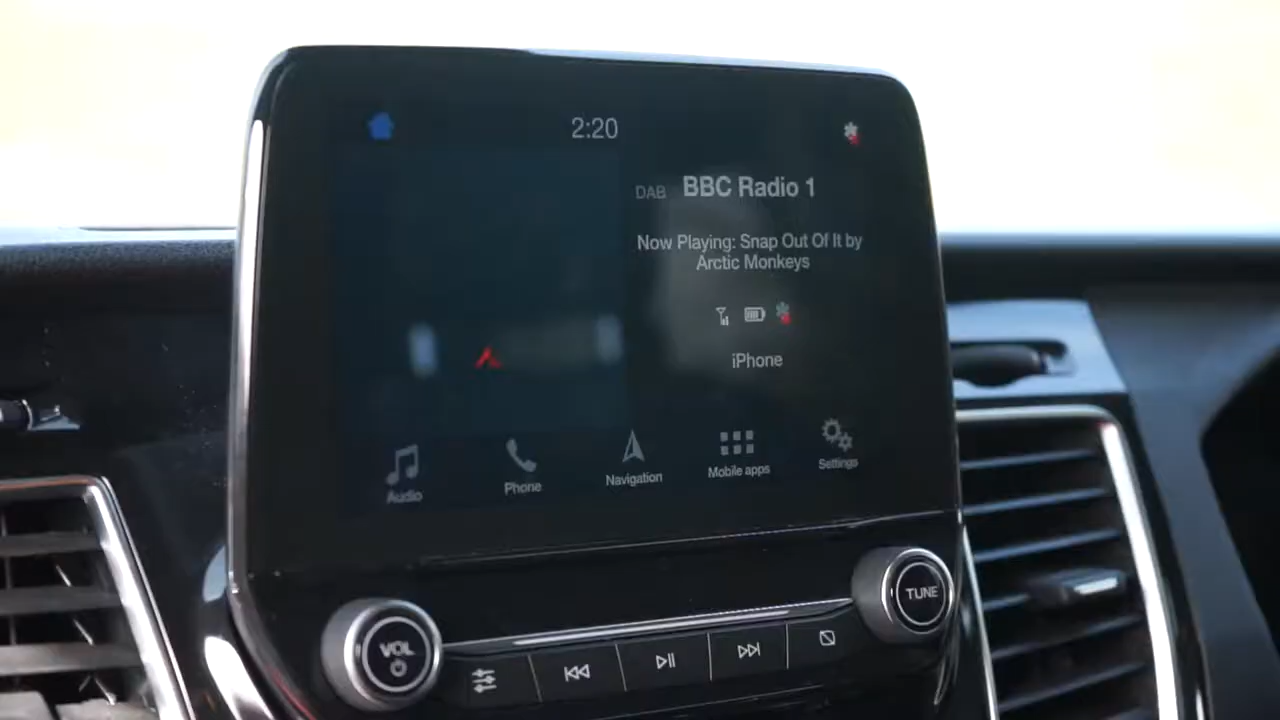 2:20
DAB BBC Radio 1
Now Playing: Snap Out Of It by
Arctic Monkeys
iPhone
Audio
Phone
Navigation
Mobile apps
Settings
VOL
TUNE